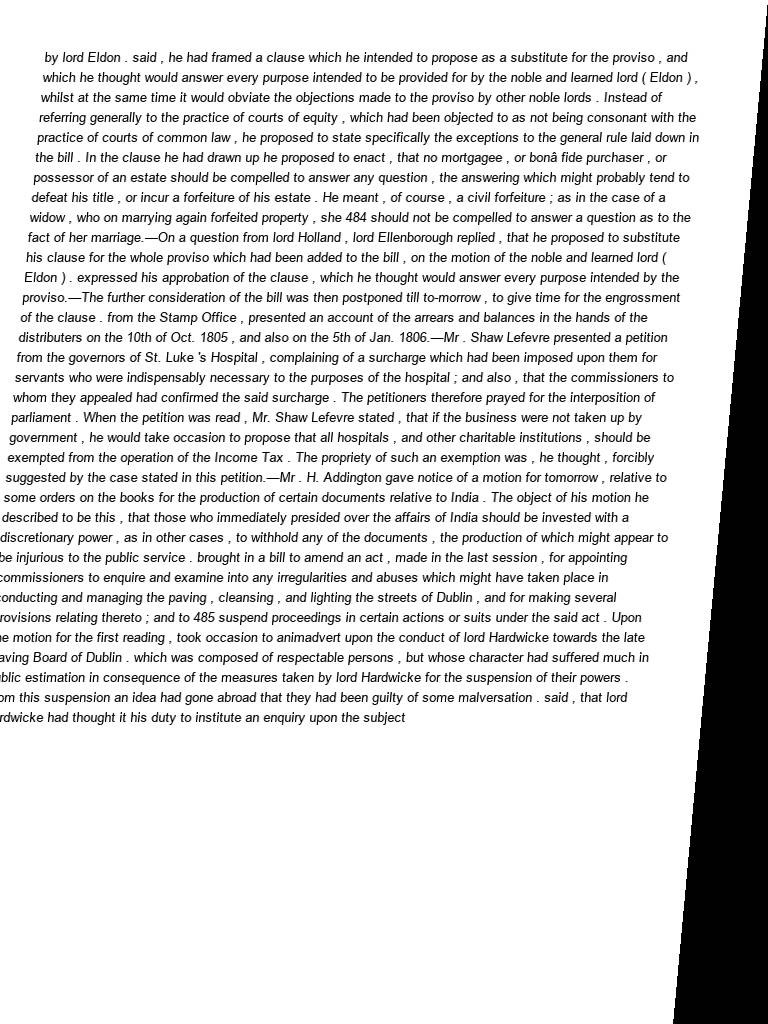 by lord Eldon . said , he had framed a clause which he intended to propose as a substitute for the proviso , and
which he thought would answer every purpose intended to be provided for by the noble and learned lord ( Eldon ) ,
whilst at the same time it would obviate the objections made to the proviso by other noble lords . Instead of
referring generally to the practice of courts of equity , which had been objected to as not being consonant with the
practice of courts of common law , he proposed to state specifically the exceptions to the general rule laid down in
the bill . In the clause he had drawn up he proposed to enact , that no mortgagee , or bonâ fide purchaser , or
possessor of an estate should be compelled to answer any question , the answering which might probably tend to
defeat his title , or incur a forfeiture of his estate . He meant , of course , a civil forfeiture ; as in the case of a
widow , who on marrying again forfeited property , she 484 should not be compelled to answer a question as to the
fact of her marriage.—On a question from lord Holland , lord Ellenborough replied , that he proposed to substitute
his clause for the whole proviso which had been added to the bill , on the motion of the noble and learned lord (
Eldon ) . expressed his approbation of the clause , which he thought would answer every purpose intended by the
proviso.—The further consideration of the bill was then postponed till to-morrow , to give time for the engrossment
of the clause . from the Stamp Office , presented an account of the arrears and balances in the hands of the
distributers on the 10th of Oct. 1805 , and also on the 5th of Jan. 1806.—Mr . Shaw Lefevre presented a petition
from the governors of St. Luke 's Hospital , complaining of a surcharge which had been imposed upon them for
servants who were indispensably necessary to the purposes of the hospital ; and also , that the commissioners to
whom they appealed had confirmed the said surcharge . The petitioners therefore prayed for the interposition of
parliament . When the petition was read , Mr. Shaw Lefevre stated , that if the business were not taken up by
government , he would take occasion to propose that all hospitals , and other charitable institutions , should be
exempted from the operation of the Income Tax . The propriety of such an exemption was , he thought , forcibly
suggested by the case stated in this petition.—Mr . H. Addington gave notice of a motion for tomorrow , relative to
some orders on the books for the production of certain documents relative to India . The object of his motion he
described to be this , that those who immediately presided over the affairs of India should be invested with a
discretionary power , as in other cases , to withhold any of the documents , the production of which might appear to
be injurious to the public service . brought in a bill to amend an act , made in the last session , for appointing
commissioners to enquire and examine into any irregularities and abuses which might have taken place in
conducting and managing the paving , cleansing , and lighting the streets of Dublin , and for making several
rovisions relating thereto ; and to 485 suspend proceedings in certain actions or suits under the said act . Upon
e motion for the first reading , took occasion to animadvert upon the conduct of lord Hardwicke towards the late
aving Board of Dublin . which was composed of respectable persons , but whose character had suffered much in
blic estimation in consequence of the measures taken by lord Hardwicke for the suspension of their powers .
om this suspension an idea had gone abroad that they had been guilty of some malversation . said , that lord
rdwicke had thought it his duty to institute an enquiry upon the subject